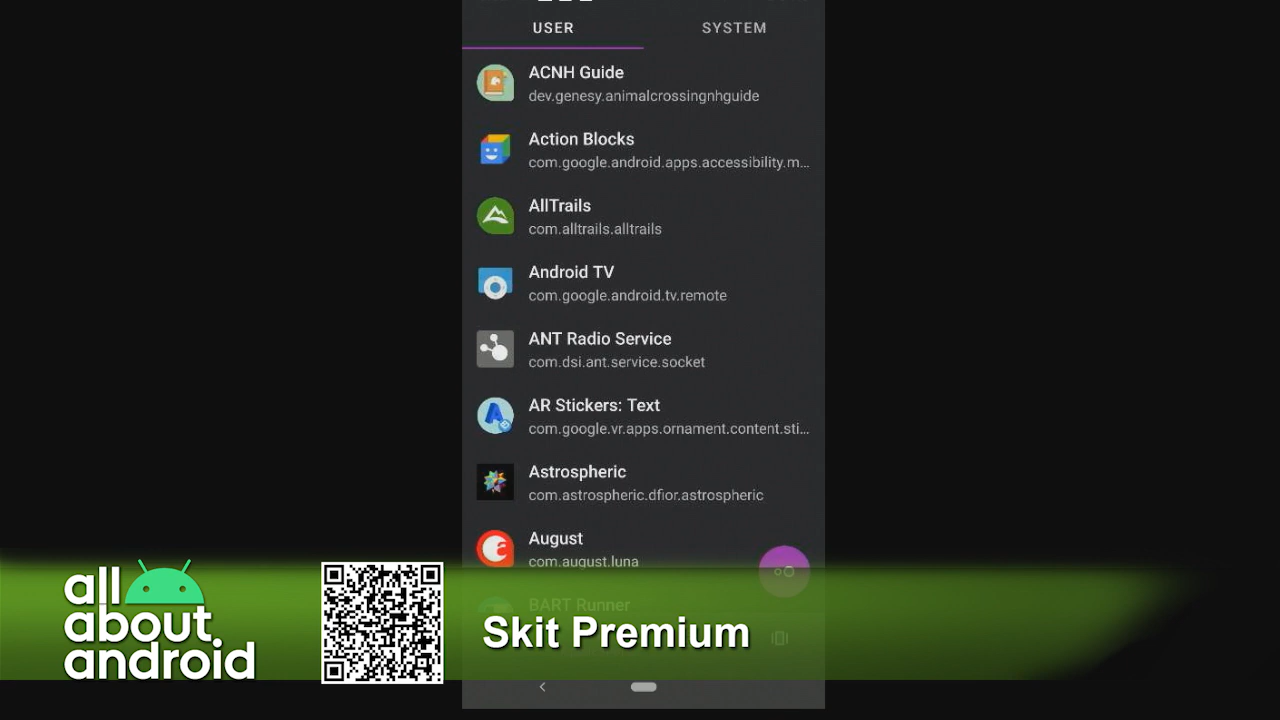 USER SYSTEM
ACNH Guide
dev.genesy.animalcrossingnhguide
Action Blocks
com.google.android.apps.accessibility.m...
AllTrails
com.alltrails.alltrails
Android TV
com.google.android.tv.remote
ANT Radio Service
com.dsi.ant.service.socket
AR Stickers: Text
com.google.vr.apps.ornament.content.sti...
Astrospheric
com.astrospheric.dfior.astrospheric
August
com.august.luna
BART Runner
all
about
android
Skit Premium